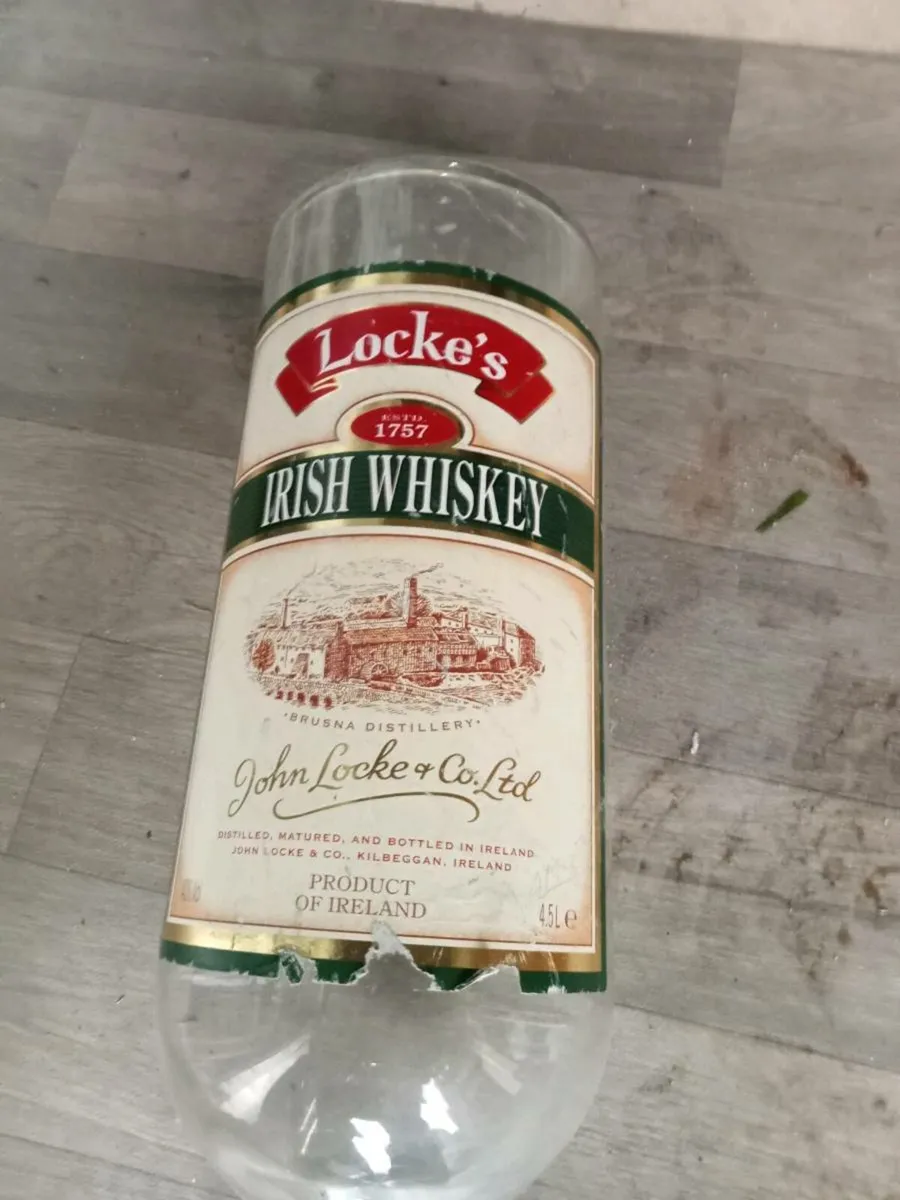 Locke's
ESTD.
1757
IRISH WHISKEY
"BRUSNA DISTILLERY"
John Locke & Co. Ltd
DISTILLED, MATURED, AND BOTTLED IN IRELAND
JOHN LOCKE & CO., KILBEGGAN, IRELAND
PRODUCT
OF IRELAND
4.5L e